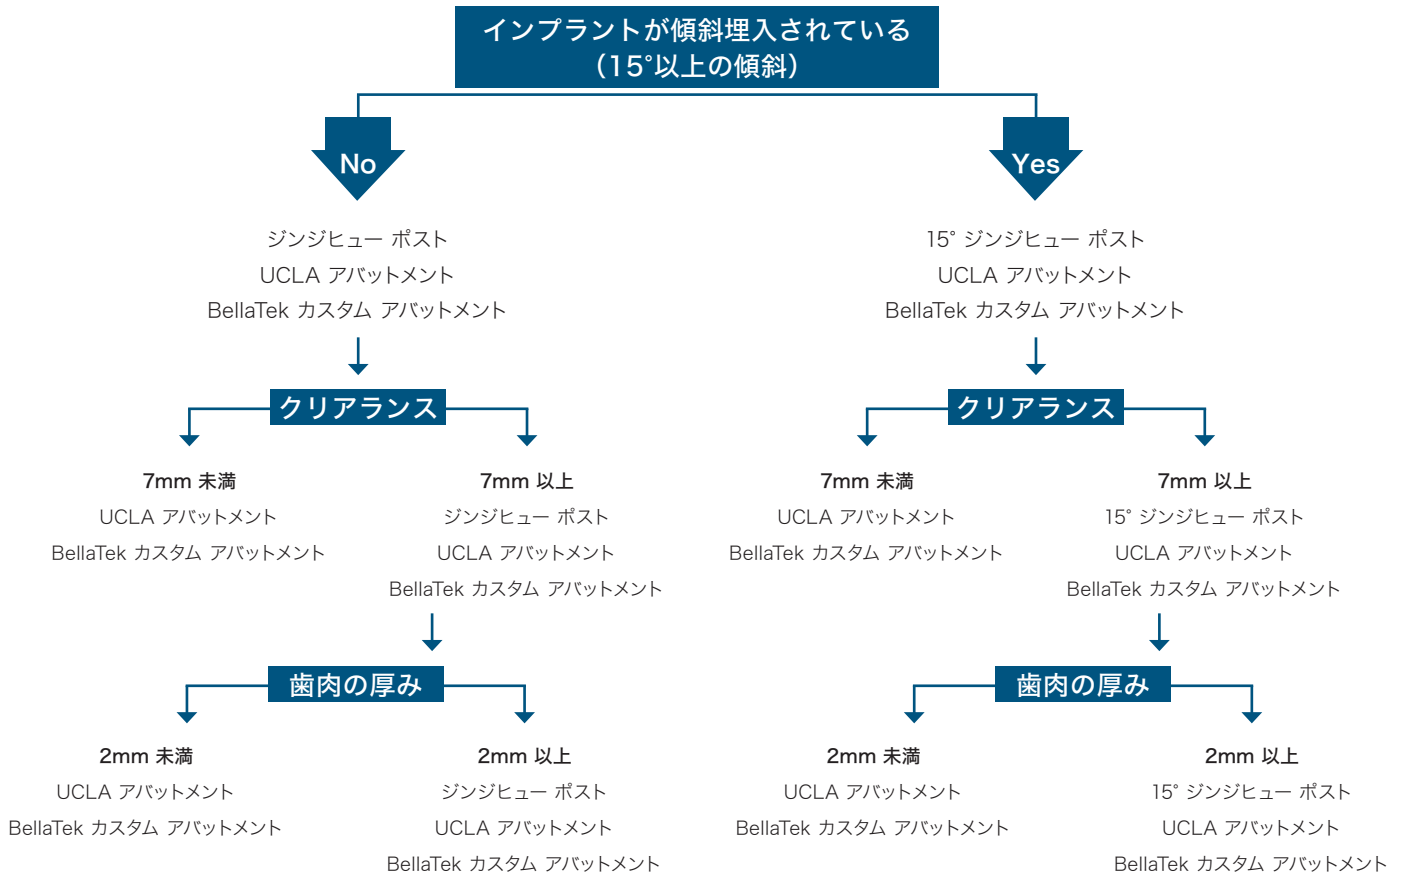 インプラントが傾斜埋入されている
（15°以上の傾斜）
No
Yes
ジンジヒュー ポスト
UCLA アバットメント
BellaTek カスタム アバットメント
15° ジンジヒュー ポスト
UCLA アバットメント
BellaTek カスタム アバットメント
クリアランス
クリアランス
7mm 未満
UCLA アバットメント
BellaTek カスタム アバットメント
7mm 以上
ジンジヒュー ポスト
UCLA アバットメント
BellaTek カスタム アバットメント
7mm 未満
UCLA アバットメント
BellaTek カスタム アバットメント
7mm 以上
15° ジンジヒュー ポスト
UCLA アバットメント
BellaTek カスタム アバットメント
歯肉の厚み
歯肉の厚み
2mm 未満
UCLA アバットメント
BellaTek カスタム アバットメント
2mm 以上
ジンジヒュー ポスト
UCLA アバットメント
BellaTek カスタム アバットメント
2mm 未満
UCLA アバットメント
BellaTek カスタム アバットメント
2mm 以上
15° ジンジヒュー ポスト
UCLA アバットメント
BellaTek カスタム アバットメント